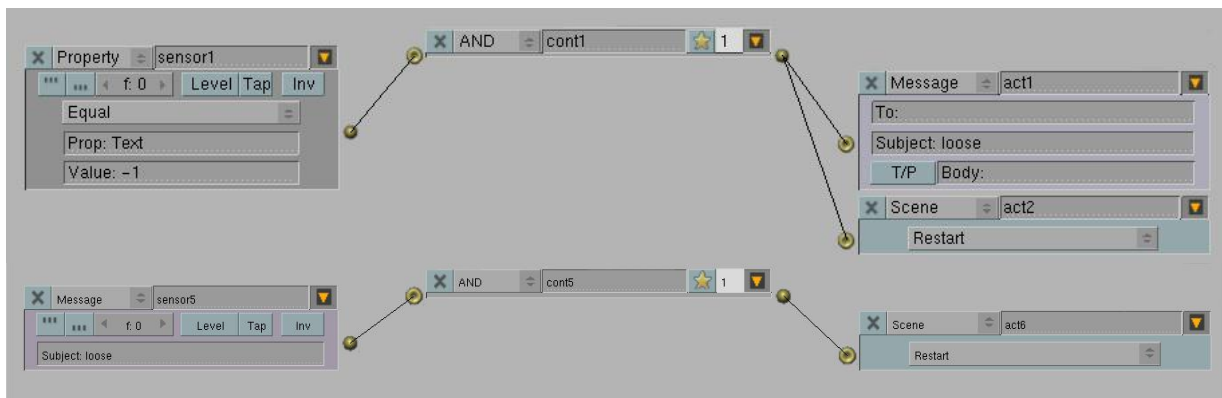 AND cont1 1
Property sensor1
f: 0 Level Tap Inv
Equal
Prop: Text
Value: -1
Message act1
To:
Subject: loose
T/P Body:
Scene act2
Restart
AND cont5 1
Message sensor5
f: 0 Level Tap Inv
Subject: loose
Scene act6
Restart